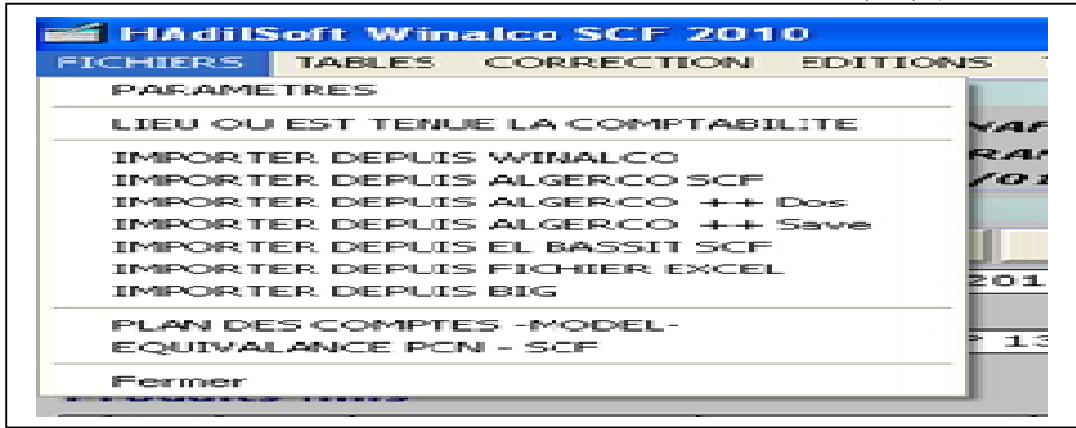 HAdilSoft Winalco SCF 2010
FICHIERS TABLES CORRECTION EDITIONS
PARAMETRES
LIEU OU EST TENUE LA COMPTABILITE
IMPORTER DEPUIS WINALCO
IMPORTER DEPUIS ALGERCO SCF
IMPORTER DEPUIS ALGERCO ++ Dos
IMPORTER DEPUIS ALGERCO ++ Save
IMPORTER DEPUIS EL BASSIT SCF
IMPORTER DEPUIS FICHIER EXCEL
IMPORTER DEPUIS BIG
PLAN DES COMPTES -MODEL-
EQUIVALANCE PCN - SCF
Fermer